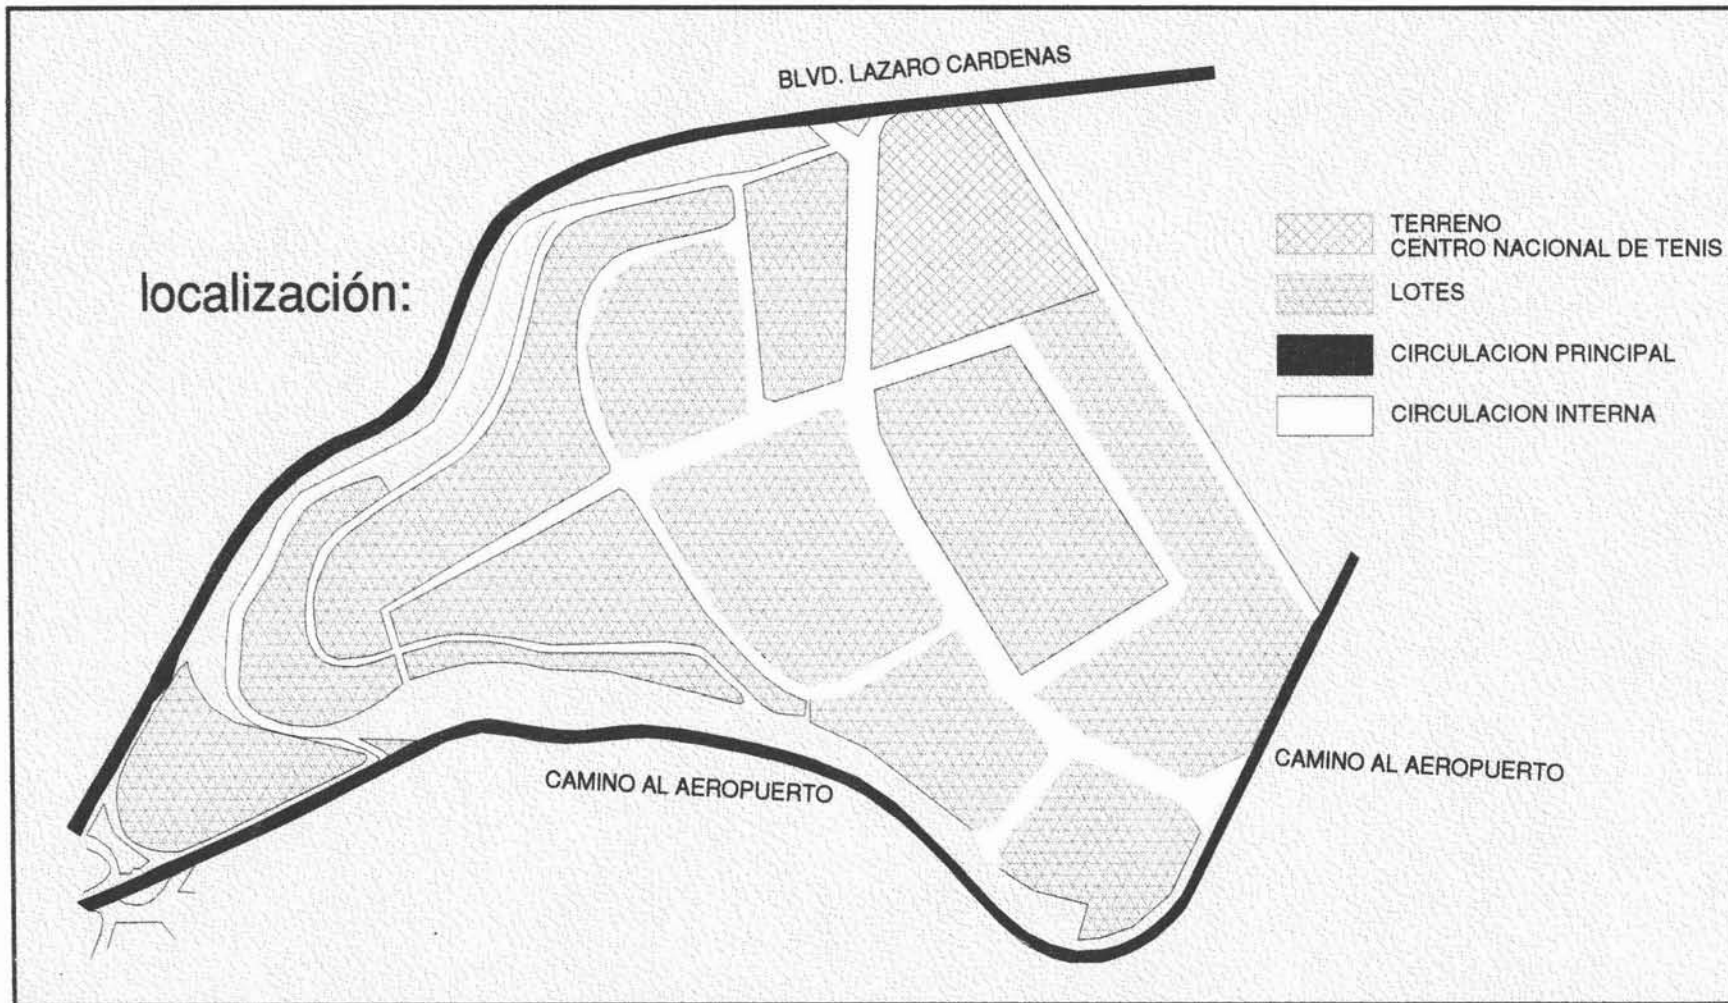 BLVD. LAZARO CARDENAS
localización:
TERRENO
CENTRO NACIONAL DE TENIS
LOTES
CIRCULACION PRINCIPAL
CIRCULACION INTERNA
CAMINO AL AEROPUERTO
CAMINO AL AEROPUERTO